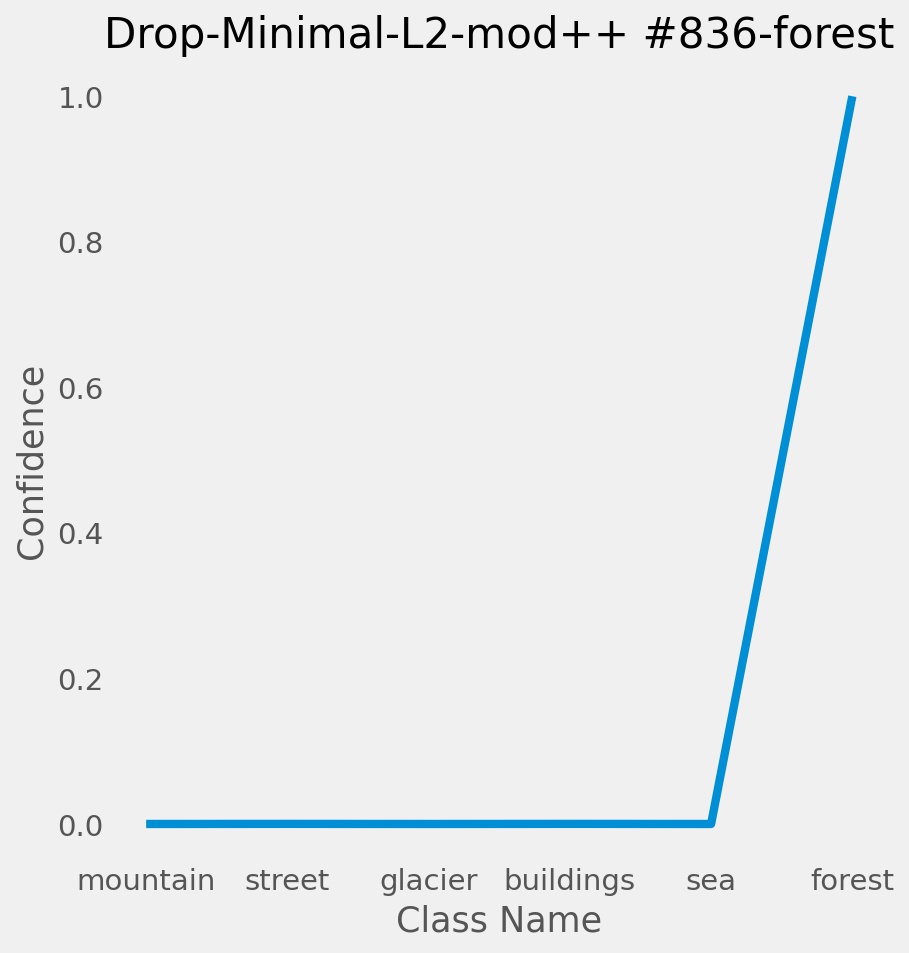 Drop-Minimal-L2-mod++ #836-forest
1.0
0.8
0.6
0.4
0.2
0.0
Confidence
mountain street glacier buildings sea forest
Class Name